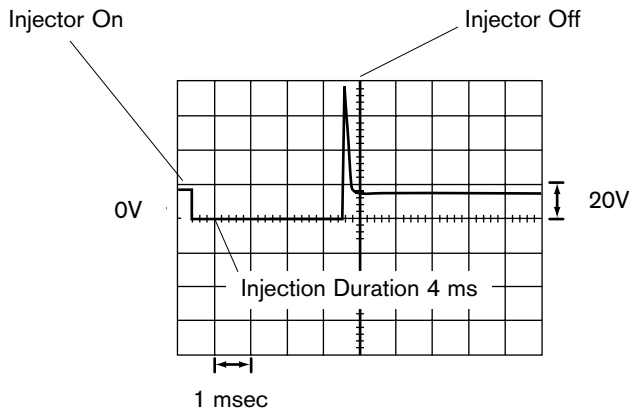 Injector On
Injector Off
0V
20V
Injection Duration 4 ms
1 msec